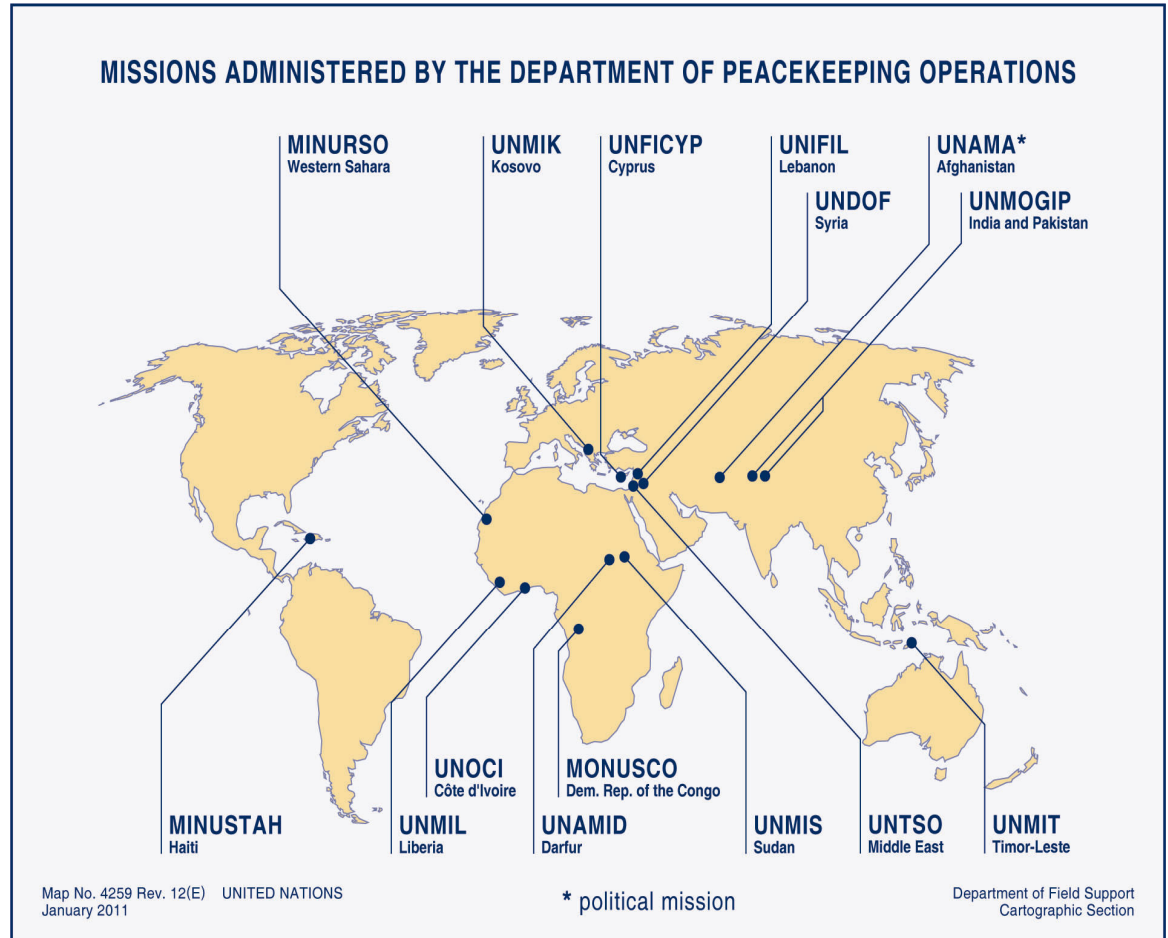 MISSIONS ADMINISTERED BY THE DEPARTMENT OF PEACEKEEPING OPERATIONS
MINURSO
Western Sahara
UNMIK
Kosovo
UNFICYP
Cyprus
UNIFIL
Lebanon
UNAMA*
Afghanistan
UNDOF
Syria
UNMOGIP
India and Pakistan
UNOCI
Côte d'Ivoire
MONUSCO
Dem. Rep. of the Congo
MINUSTAH
Haiti
UNMIL
Liberia
UNAMID
Darfur
UNMIS
Sudan
UNTSO
Middle East
UNMIT
Timor-Leste
Map No. 4259 Rev. 12(E) UNITED NATIONS
January 2011
* political mission
Department of Field Support
Cartographic Section